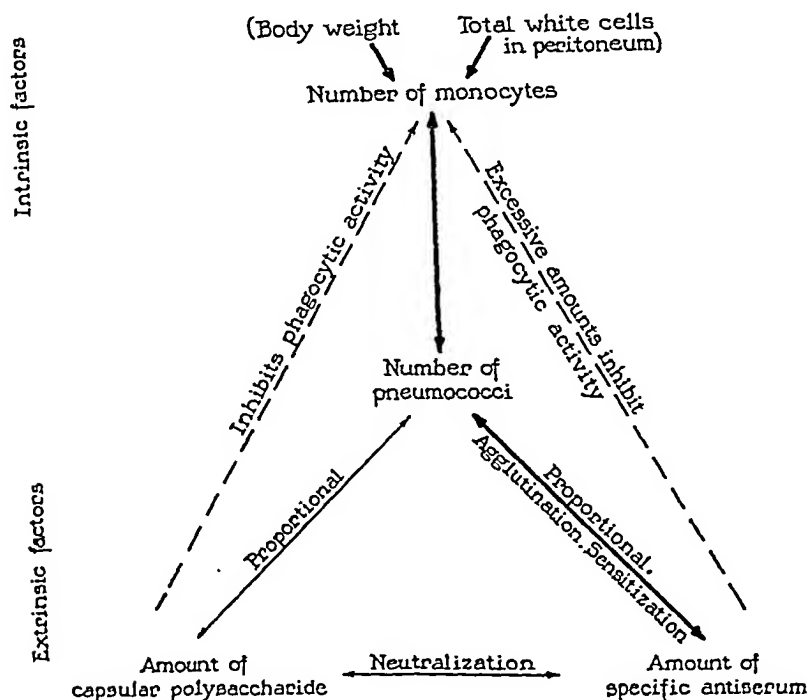 (Body weight
Total white cells
in peritoneum)
Number of monocytes
Intrinsic factors
Inhibits phagocytic activity
Excessive amounts inhibit
phagocytic activity
Number of
pneumococci
Extrinsic factors
Proportional
Proportional.
Agglutination. Sensitization
Amount of
capsular polysaccharide
Neutralization
Amount of
specific antiserum